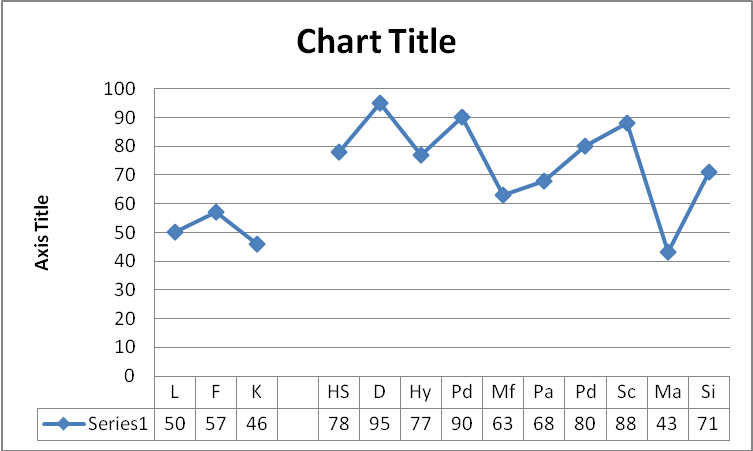 Chart Title
Axis Title
100
90
80
70
60
50
40
30
20
10
0
L F K HS D Hy Pd Mf Pa Pd Sc Ma Si
Series1 50 57 46 78 95 77 90 63 68 80 88 43 71